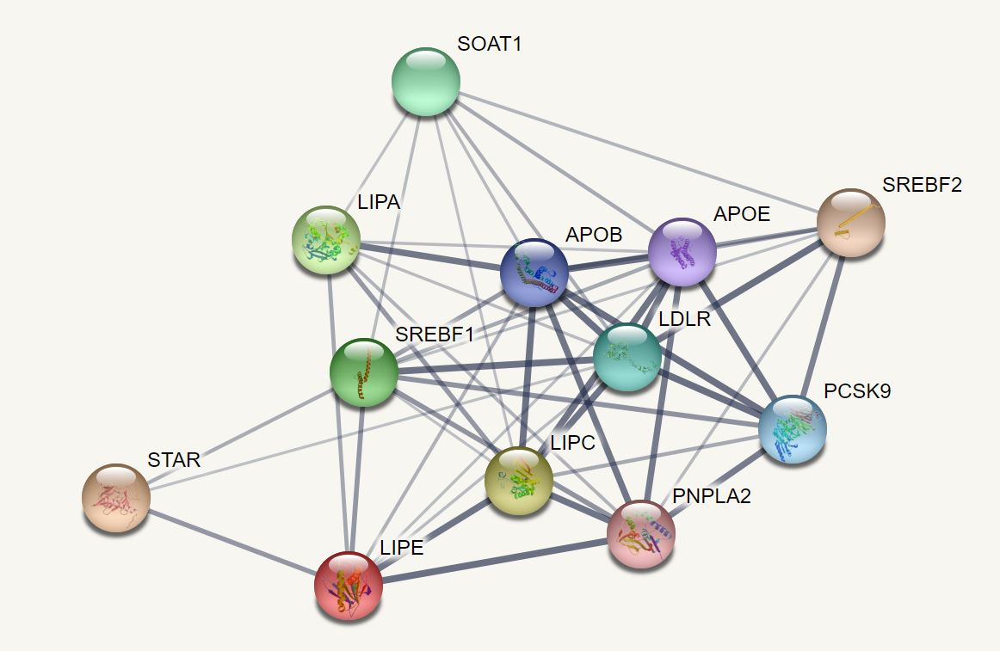 SOAT1
SREBF2
LIPA
APOE
APOB
LDLR
SREBF1
PCSK9
LIPC
STAR
PNPLA2
LIPE